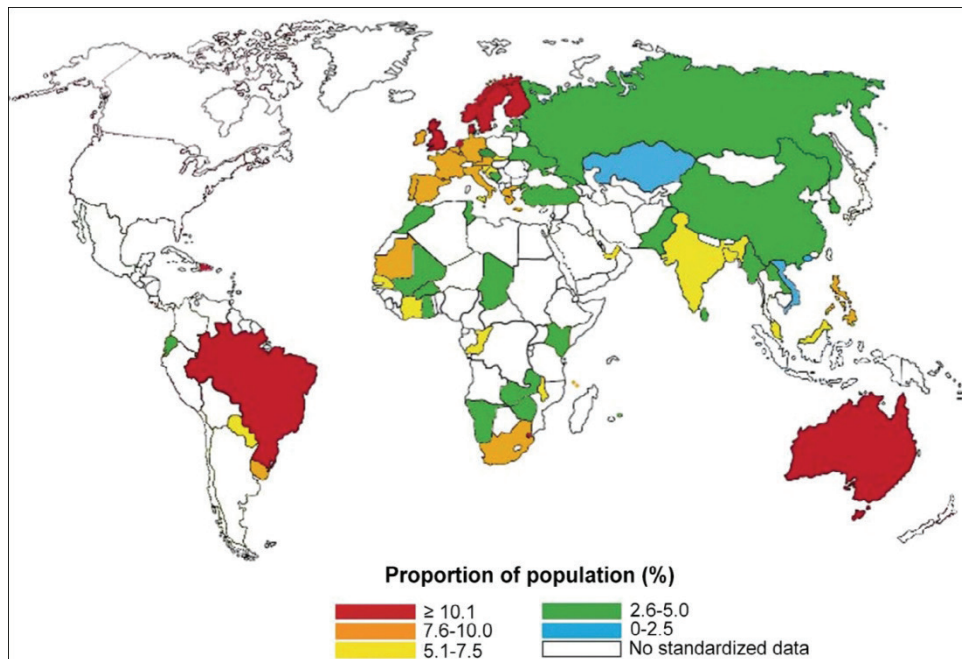 Proportion of population (%)
≥ 10.1
7.6-10.0
5.1-7.5
2.6-5.0
0-2.5
No standardized data